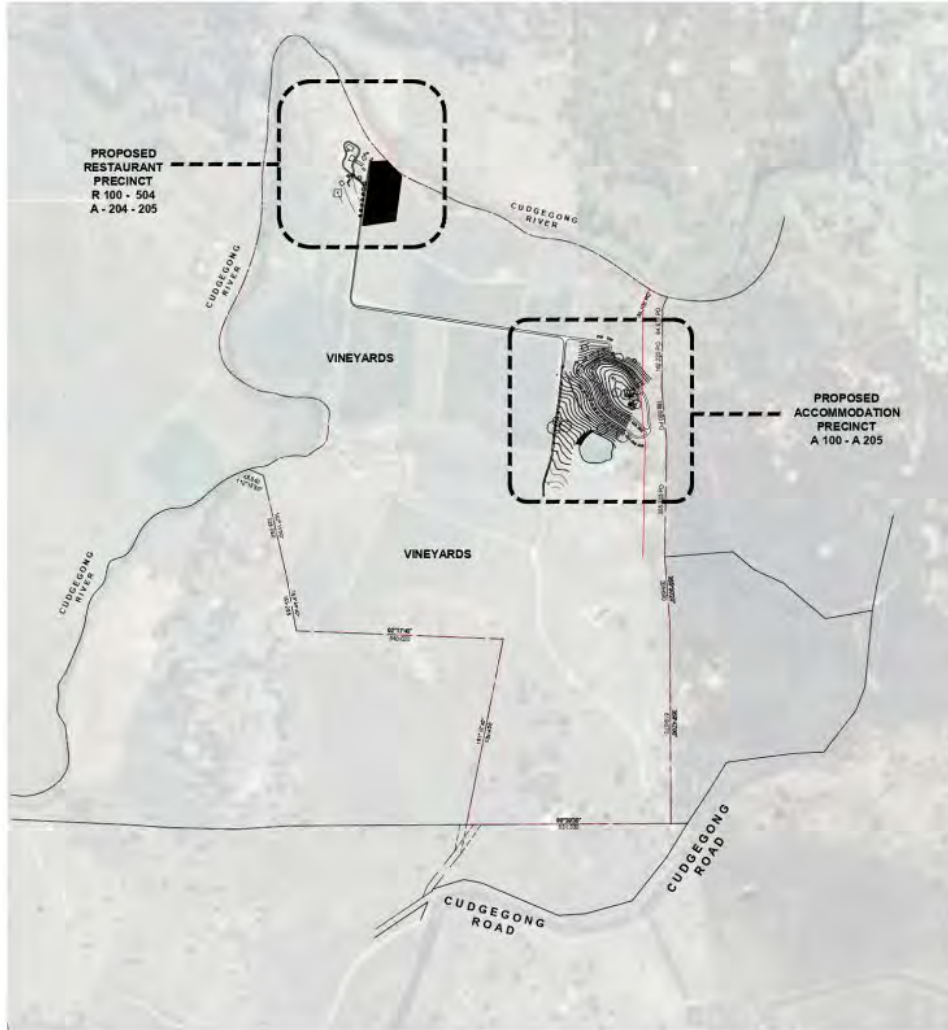 PROPOSED
RESTAURANT
PRECINCT
R 100 - 504
A - 204 - 205
CUDGEGONG
RIVER
CUDGEGONG
RIVER
VINEYARDS
PROPOSED
ACCOMMODATION
PRECINCT
A 100 - A 205
VINEYARDS
CUDGEGONG
RIVER
CUDGEGONG
ROAD
CUDGEGONG
ROAD